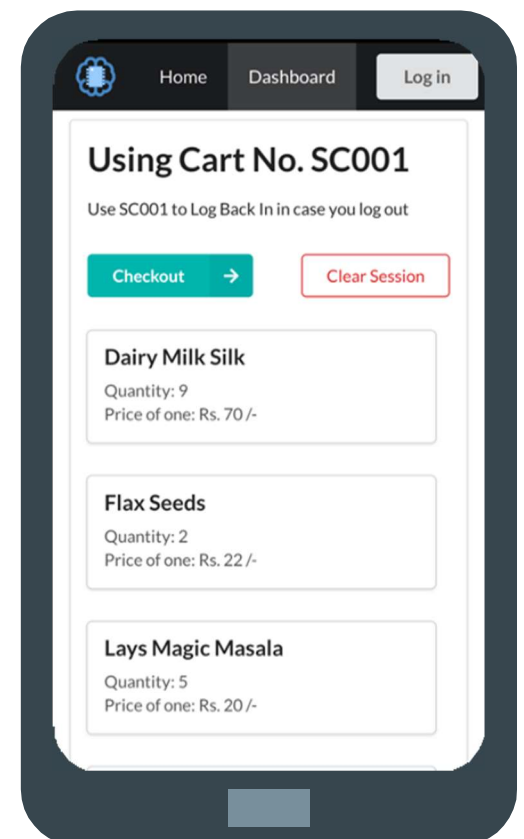 Home Dashboard Log in
Using Cart No. SC001
Use SC001 to Log Back In in case you log out
Checkout Clear Session
Dairy Milk Silk
Quantity: 9
Price of one: Rs. 70 /-
Flax Seeds
Quantity: 2
Price of one: Rs. 22 /-
Lays Magic Masala
Quantity: 5
Price of one: Rs. 20 /-